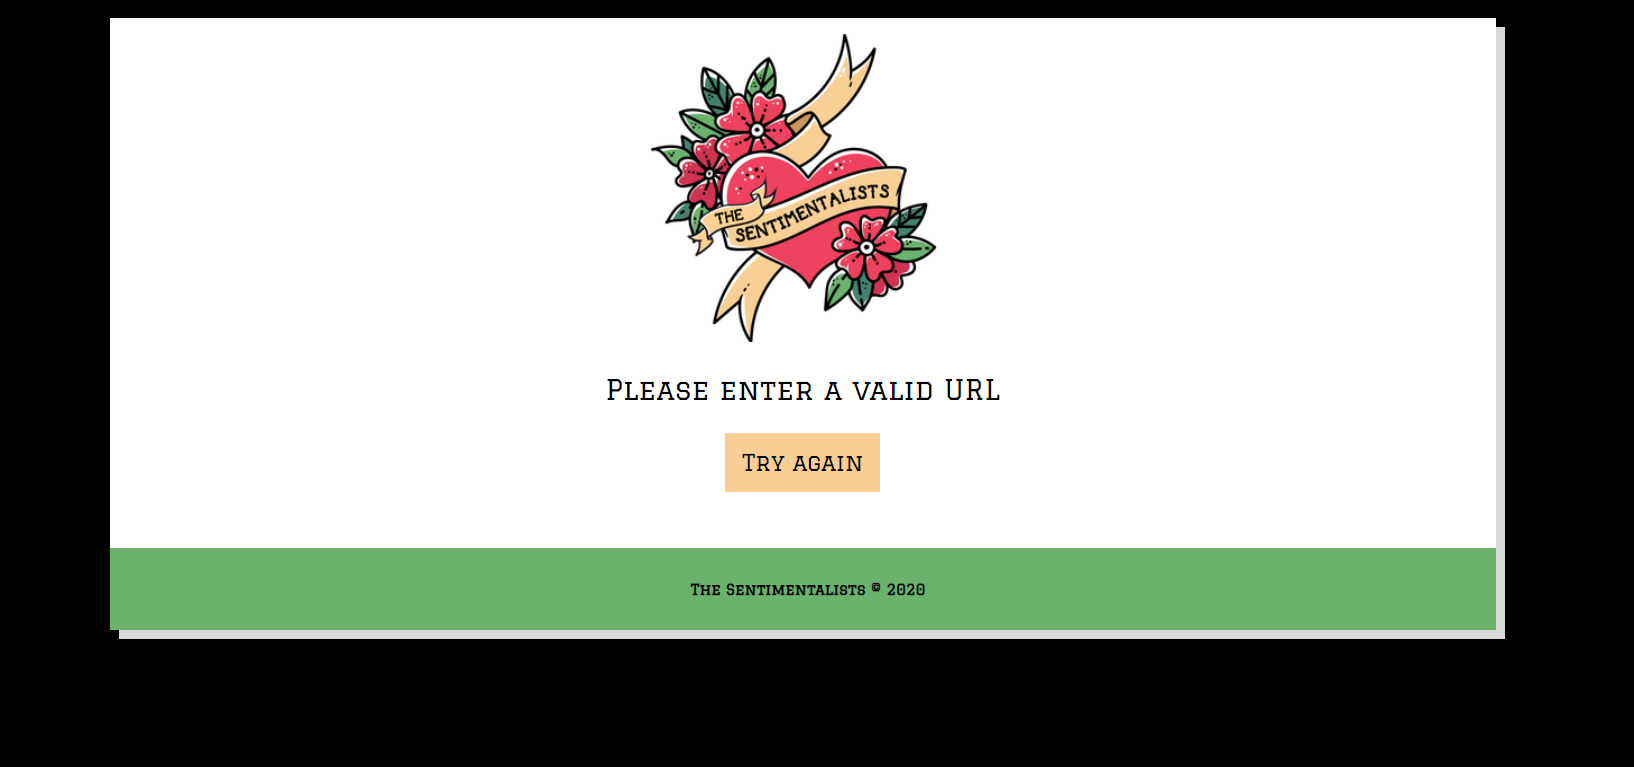 THE
SENTIMENTALISTS
Please enter a valid URL
Try again
The Sentimentalists © 2020